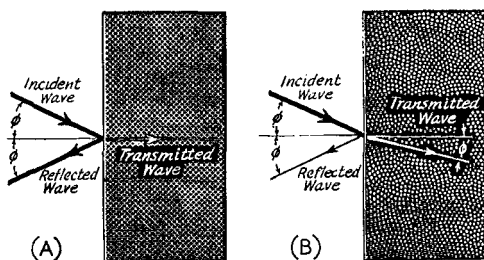 Incident
Wave
φ
φ
Reflected
Wave
Transmitted
Wave
(A)
Incident
Wave
φ
φ
Reflected
Wave
Transmitted
Wave
φ
(B)